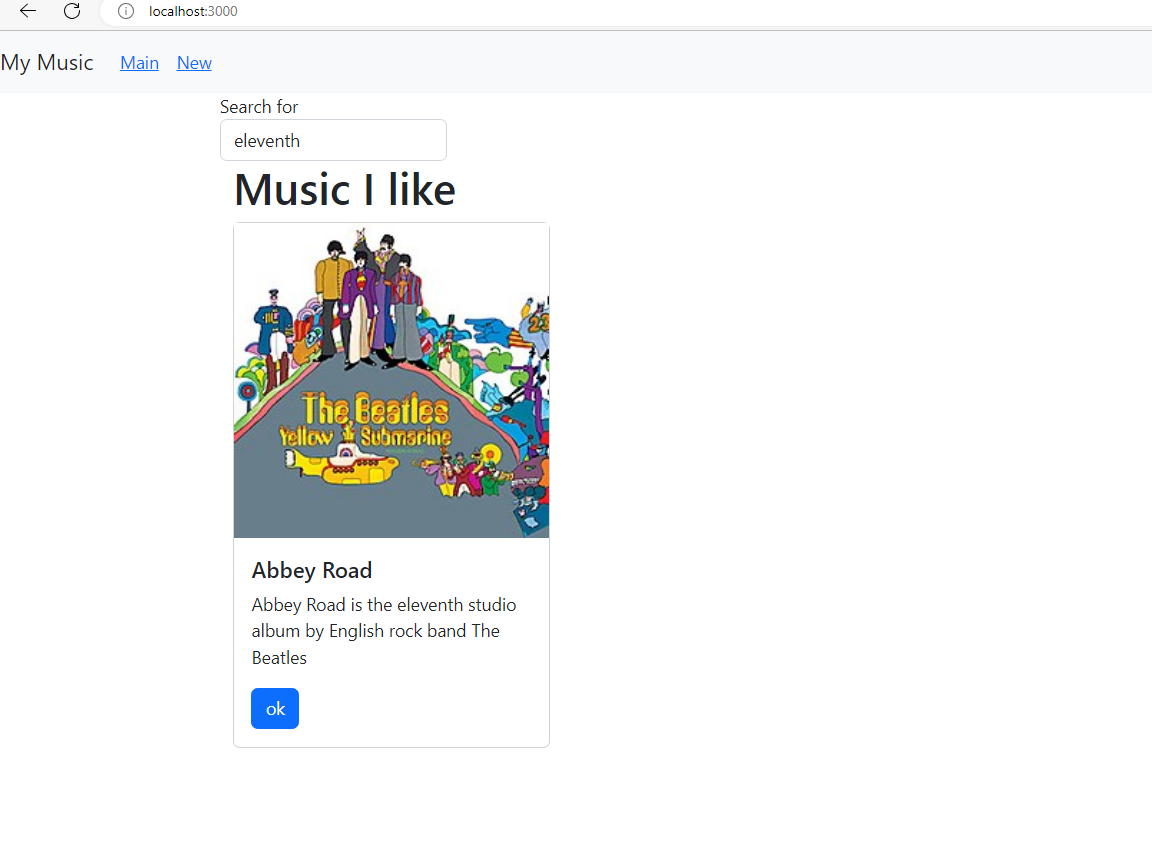 localhost:3000
My Music Main New
Search for
eleventh
Music I like
The Beatles
Yellow Submarine
Abbey Road
Abbey Road is the eleventh studio
album by English rock band The
Beatles
ok